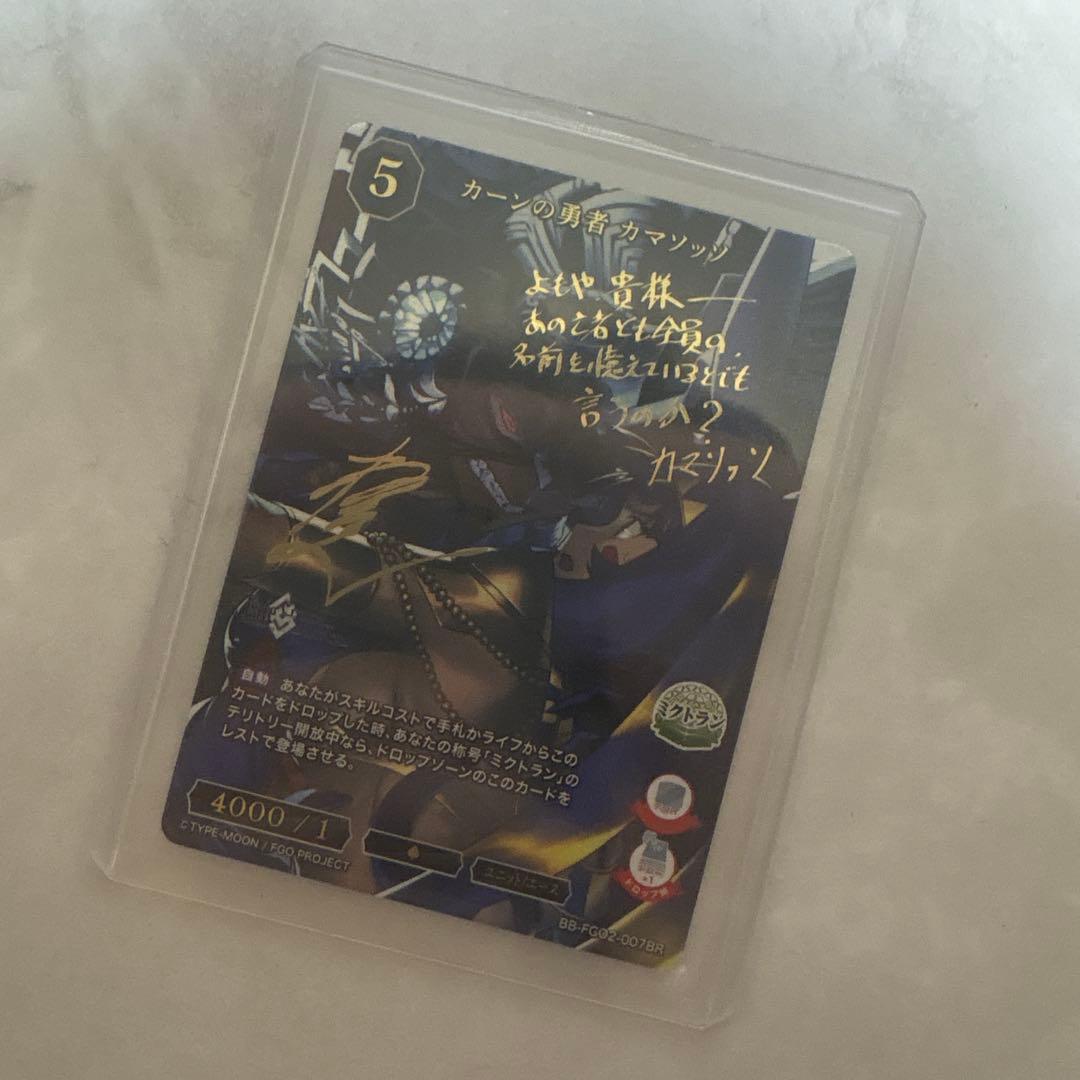 5
カーンの勇者 カマソッソ
よもや 貴様──
あの者ども全員の、
名前を憶えているとでも
言うのか?
カマソッソ
自動 あなたがスキルコストで手札かライフからこの
カードをドロップした時、あなたの称号「ミクトラン」の
テリトリー開放中なら、ドロップゾーンのこのカードを
レストで登場させる。
ミクトラン
4000 / 1
©TYPE-MOON / FGO PROJECT
ユニット/エース
±1
BB-FGO2-007BR